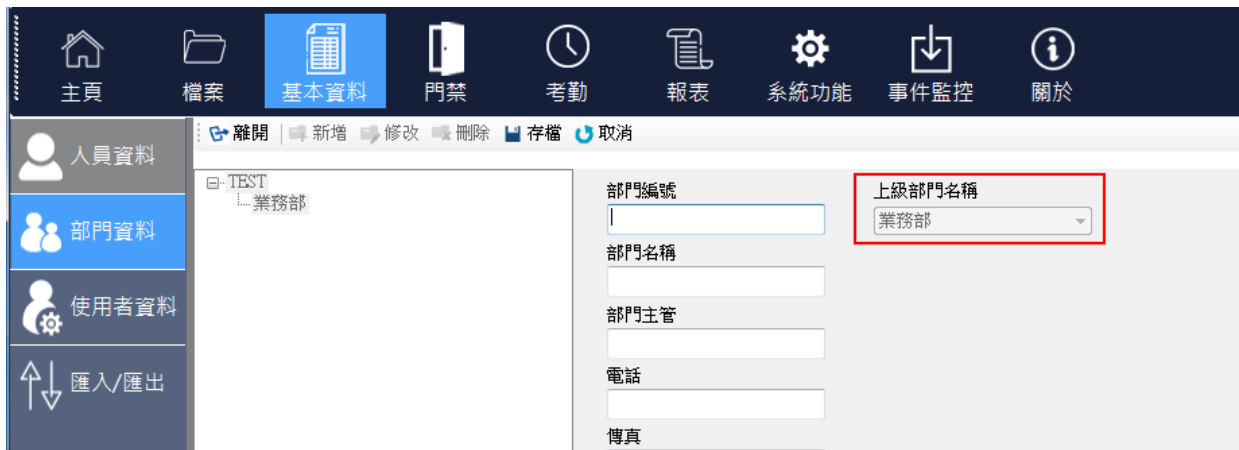 主頁
檔案
基本資料
門禁
考勤
報表
系統功能
事件監控
關於
人員資料
部門資料
使用者資料
匯入/匯出
離開 新增 修改 刪除 存檔 取消
TEST
業務部
部門編號
上級部門名稱
業務部
部門名稱
部門主管
電話
傳真